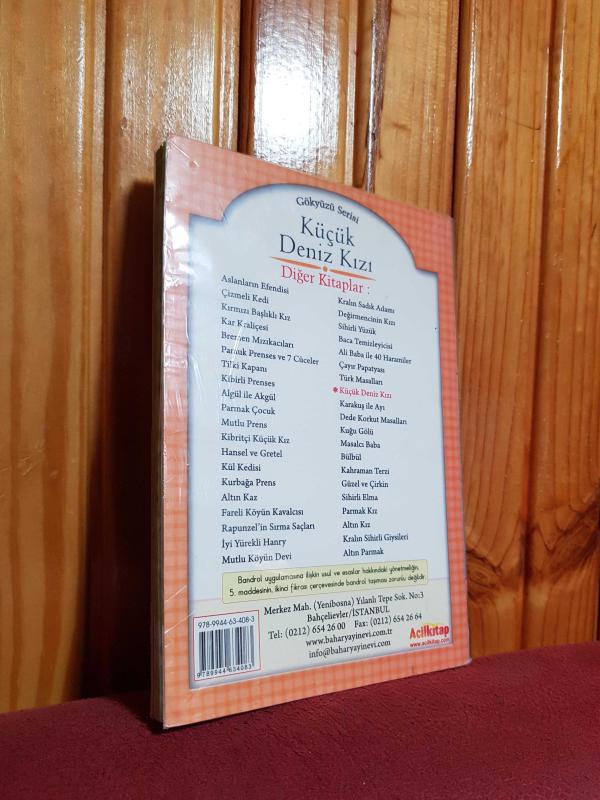 Gökyüzü Serisi
Küçük
Deniz Kızı
Diğer Kitaplar :
Aslanların Efendisi
Çizmeli Kedi
Kırmızı Başlıklı Kız
Kar Kraliçesi
Bremen Mızıkacıları
Pamuk Prenses ve 7 Cüceler
Tilki Kapanı
Kibirli Prenses
Algül ile Akgül
Parmak Çocuk
Mutlu Prens
Kibritçi Küçük Kız
Hansel ve Gretel
Kül Kedisi
Kurbağa Prens
Altın Kaz
Fareli Köyün Kavalcısı
Rapunzel'in Sırma Saçları
İyi Yürekli Hanry
Mutlu Köyün Devi
Kralın Sadık Adamı
Değirmencinin Kızı
Sihirli Yüzük
Baca Temizleyicisi
Ali Baba ile 40 Haramiler
Çayır Papatyası
Türk Masalları
Küçük Deniz Kızı
Karakuş ile Ayı
Dede Korkut Masalları
Kuğu Gölü
Masalcı Baba
Bülbül
Kahraman Terzi
Güzel ve Çirkin
Sihirli Elma
Parmak Kız
Altın Kız
Kralın Sihirli Giysileri
Altın Parmak
Bandrol uygulamasına ilişkin usul ve esaslar hakkındaki yönetmeliğin,
5. maddesinin, ikinci fıkrası çerçevesinde bandrol taşıması zorunlu değildir.
Merkez Mah. (Yenibosna) Yılanlı Tepe Sok. No:3
Bahçelievler/İSTANBUL
Tel: (0212) 654 26 00 Fax: (0212) 654 26 64
www.baharyayinevi.com.tr
info@baharyayinevi.com
978-9944-63-408-3
9789944634083
Acilkitap
www.acilkitap.com